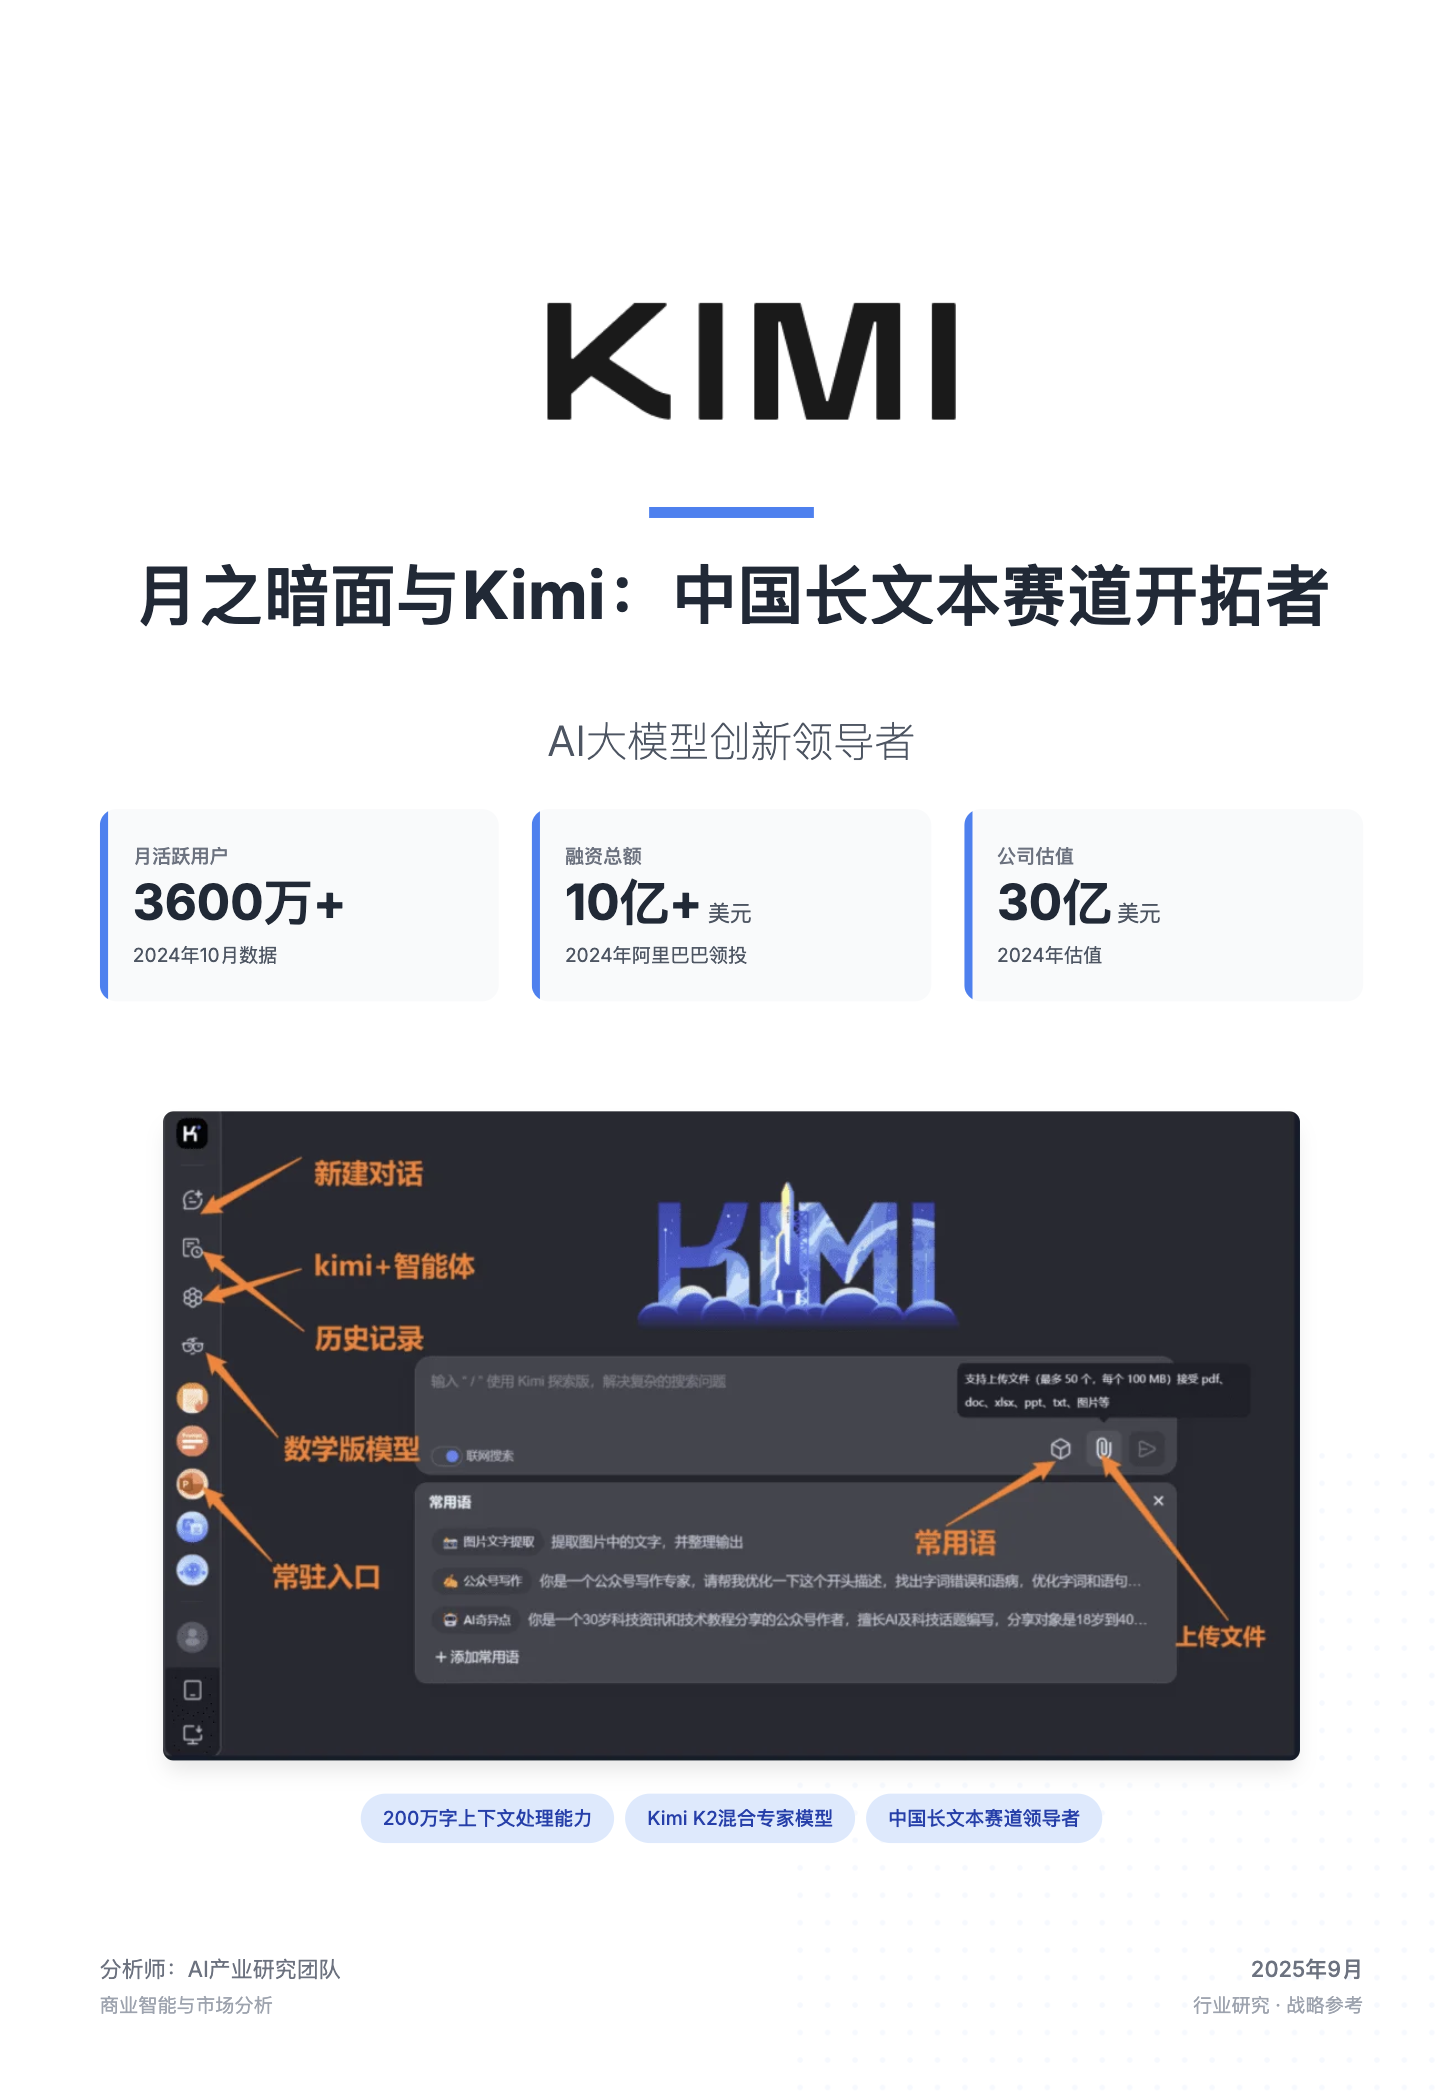 KIMI
月之暗面与Kimi：中国长文本赛道开拓者
AI大模型创新领导者
月活跃用户
3600万+
2024年10月数据
融资总额
10亿+ 美元
2024年阿里巴巴领投
公司估值
30亿 美元
2024年估值
K
新建对话
KIMI
kimi+智能体
历史记录
输入 “ / ” 使用 Kimi 探索版，解决复杂的搜索问题
支持上传文件（最多 50 个，每个 100 MB）接受 pdf、
doc、xlsx、ppt、txt、图片等
数学版模型
联网搜索
常用语
常用语
图片文字提取 提取图片中的文字，并整理输出
公众号写作 你是一个公众号写作专家，请帮我优化一下这个开头描述，找出字词错误和语病，优化字词和语句...
常驻入口
AI奇异点 你是一个30岁科技资讯和技术教程分享的公众号作者，擅长AI及科技话题编写，分享对象是18岁到40...
上传文件
+ 添加常用语
200万字上下文处理能力
Kimi K2混合专家模型
中国长文本赛道领导者
分析师：AI产业研究团队
商业智能与市场分析
2025年9月
行业研究 · 战略参考